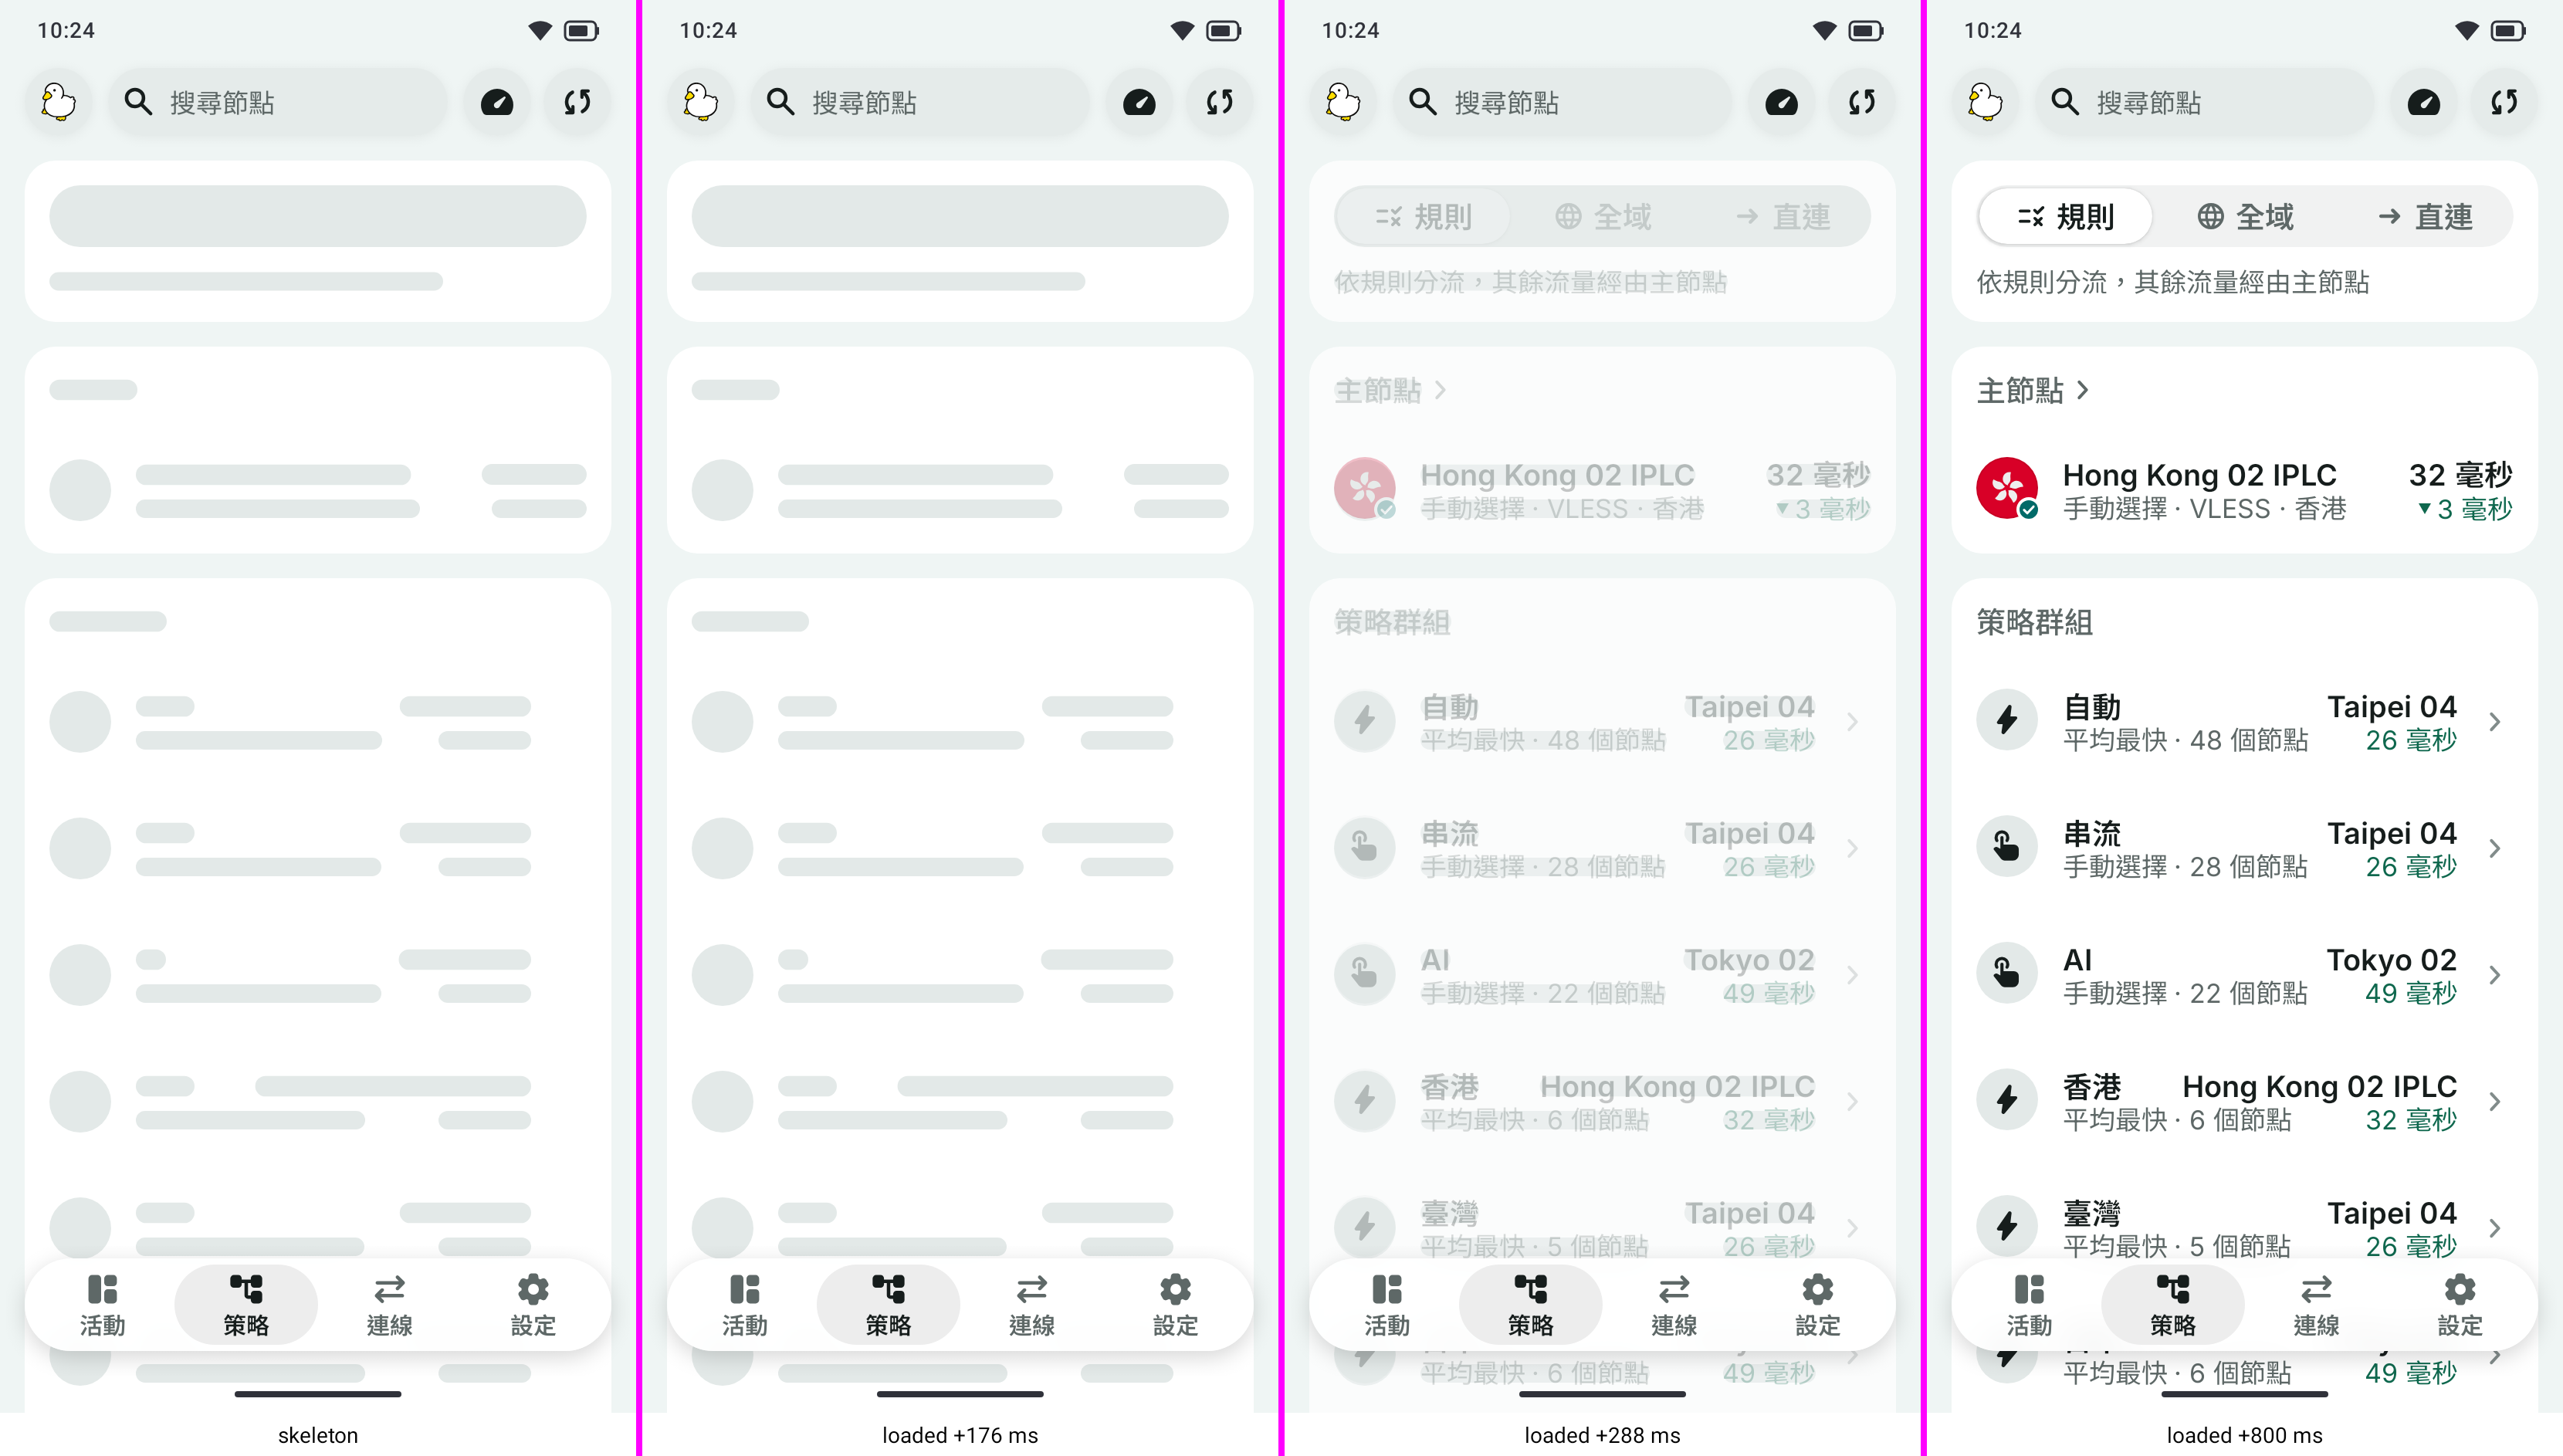 10:24
搜尋節點
活動
策略
連線
設定
skeleton
10:24
搜尋節點
活動
策略
連線
設定
loaded +176 ms
10:24
搜尋節點
規則
全域
直連
依規則分流，其餘流量經由主節點
主節點
Hong Kong 02 IPLC
32 毫秒
手動選擇 · VLESS · 香港
▼3 毫秒
策略群組
自動
Taipei 04
平均最快 · 48 個節點
26 毫秒
串流
Taipei 04
手動選擇 · 28 個節點
26 毫秒
AI
Tokyo 02
手動選擇 · 22 個節點
49 毫秒
香港
Hong Kong 02 IPLC
平均最快 · 6 個節點
32 毫秒
臺灣
Taipei 04
平均最快 · 5 個節點
26 毫秒
活動
策略
連線
設定
平均最快 · 6 個節點
49 毫秒
loaded +288 ms
10:24
搜尋節點
規則
全域
直連
依規則分流，其餘流量經由主節點
主節點
Hong Kong 02 IPLC
32 毫秒
手動選擇 · VLESS · 香港
▼3 毫秒
策略群組
自動
Taipei 04
平均最快 · 48 個節點
26 毫秒
串流
Taipei 04
手動選擇 · 28 個節點
26 毫秒
AI
Tokyo 02
手動選擇 · 22 個節點
49 毫秒
香港
Hong Kong 02 IPLC
平均最快 · 6 個節點
32 毫秒
臺灣
Taipei 04
平均最快 · 5 個節點
26 毫秒
活動
策略
連線
設定
平均最快 · 6 個節點
49 毫秒
loaded +800 ms